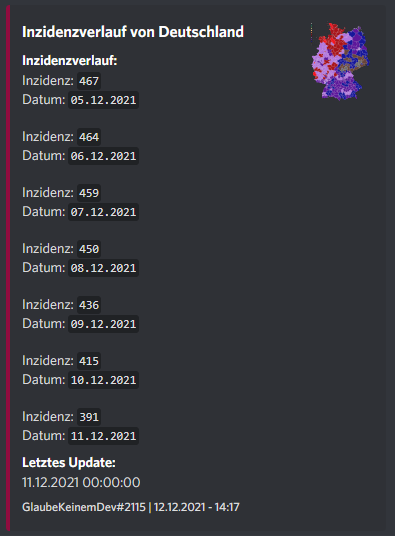 Inzidenzverlauf von Deutschland
Inzidenzverlauf:
Inzidenz: 467
Datum: 05.12.2021
Inzidenz: 464
Datum: 06.12.2021
Inzidenz: 459
Datum: 07.12.2021
Inzidenz: 450
Datum: 08.12.2021
Inzidenz: 436
Datum: 09.12.2021
Inzidenz: 415
Datum: 10.12.2021
Inzidenz: 391
Datum: 11.12.2021
Letztes Update:
11.12.2021 00:00:00
GlaubeKeinemDev#2115 | 12.12.2021 - 14:17